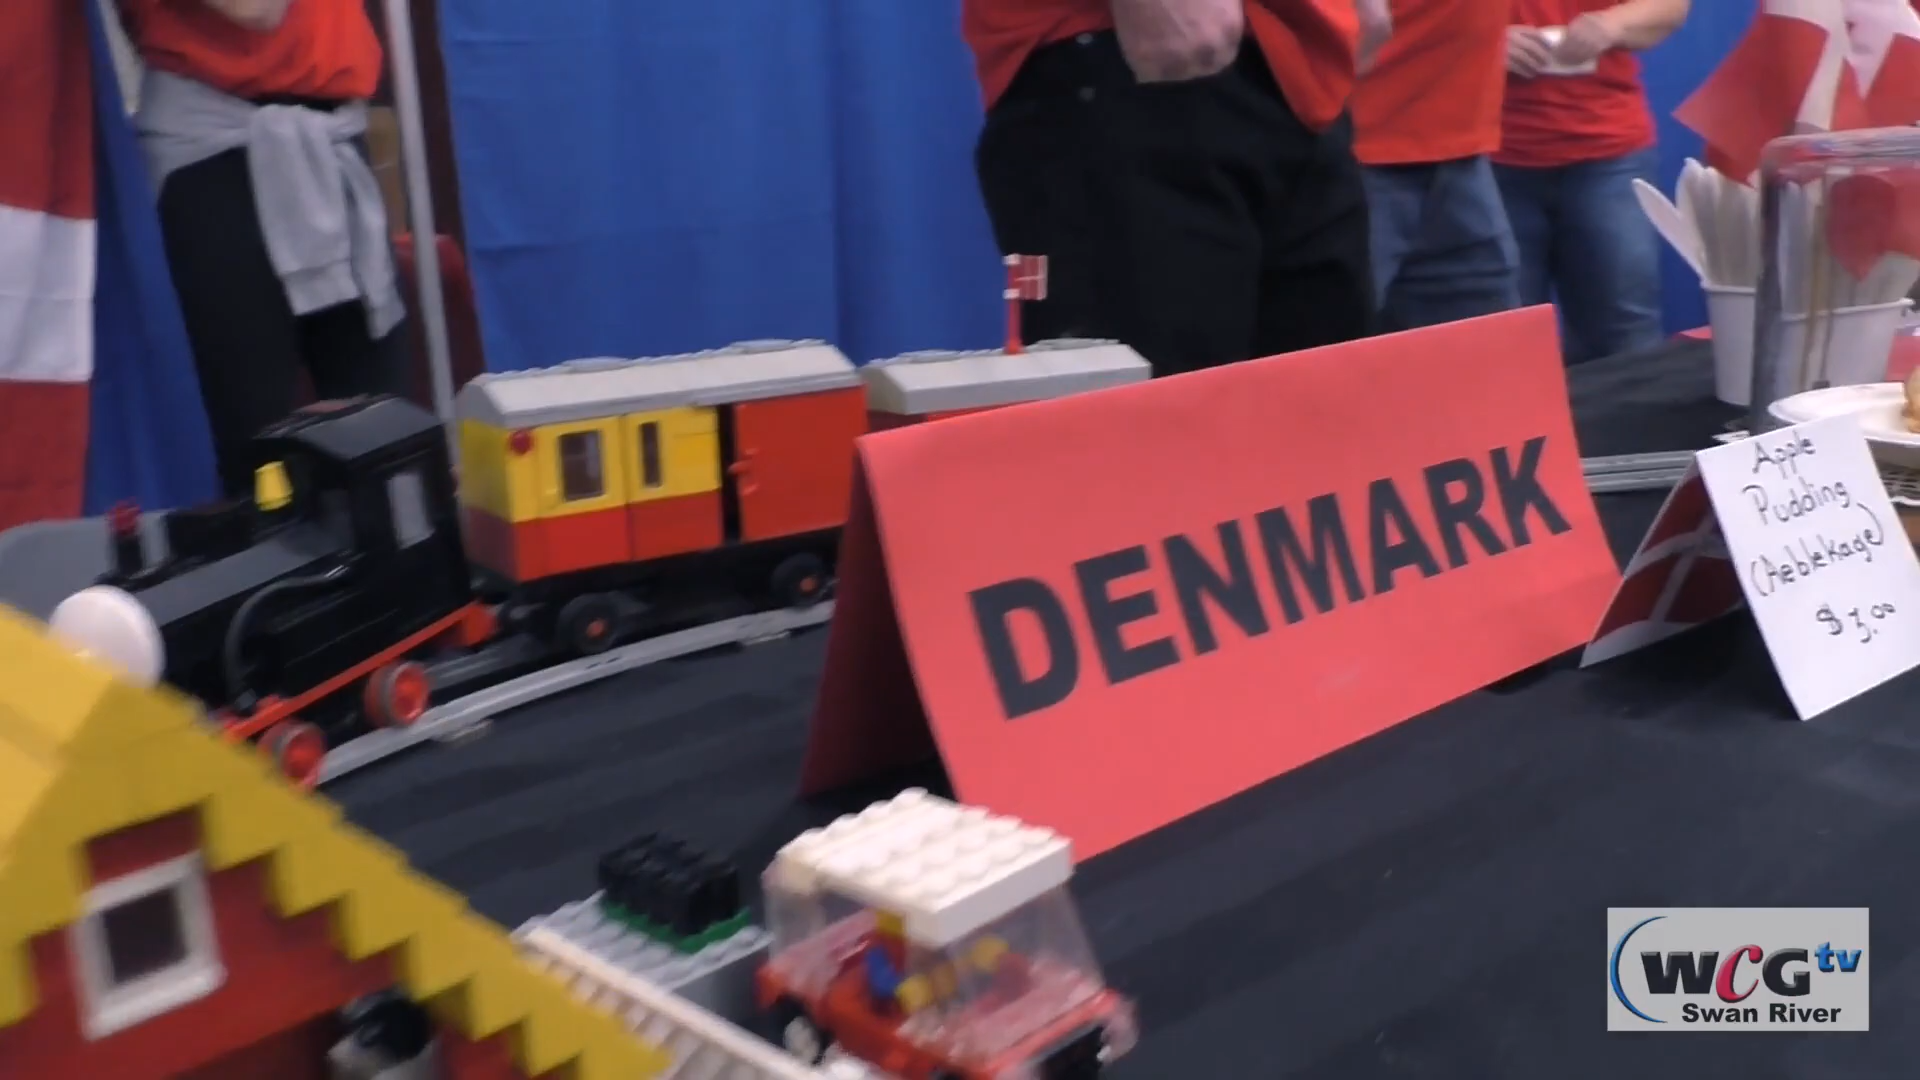 DENMARK
Apple
Pudding
(Aeblekage)
$3.00
WCGtv
Swan River